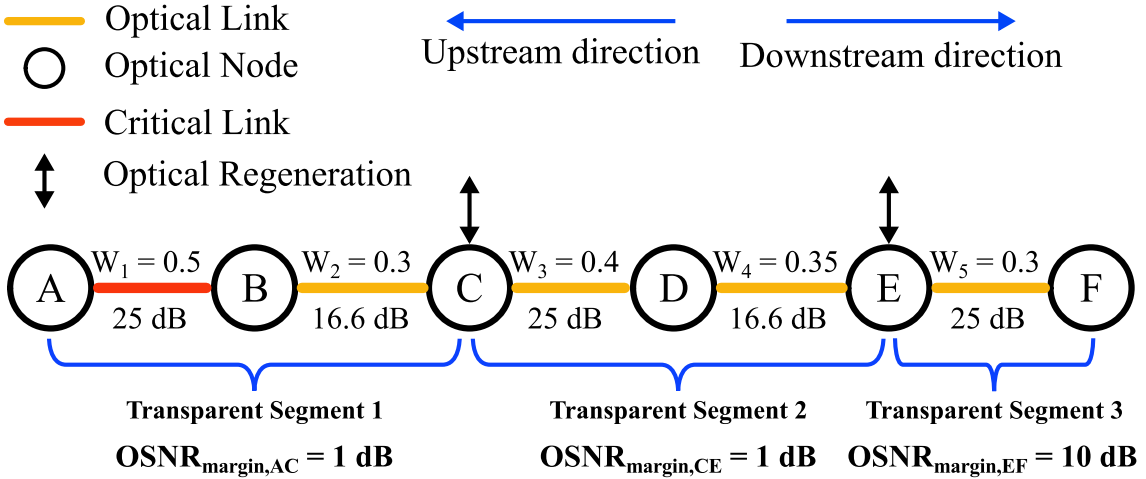 Optical Link
Optical Node
Critical Link
Optical Regeneration
Upstream direction
Downstream direction
W1 = 0.5
W2 = 0.3
W3 = 0.4
W4 = 0.35
W5 = 0.3
A
B
C
D
E
F
25 dB
16.6 dB
25 dB
16.6 dB
25 dB
Transparent Segment 1
OSNRmargin,AC = 1 dB
Transparent Segment 2
OSNRmargin,CE = 1 dB
Transparent Segment 3
OSNRmargin,EF = 10 dB